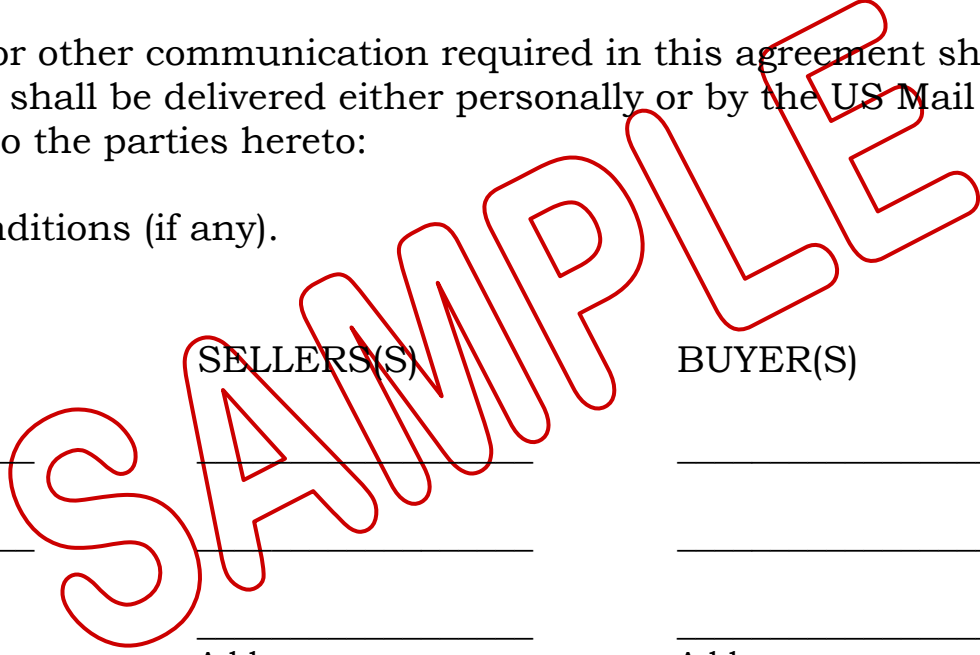 or other communication required in this agreement sh
shall be delivered either personally or by the US Mail
o the parties hereto:
nditions (if any).
SELLERS(S) BUYER(S)
SAMPLE